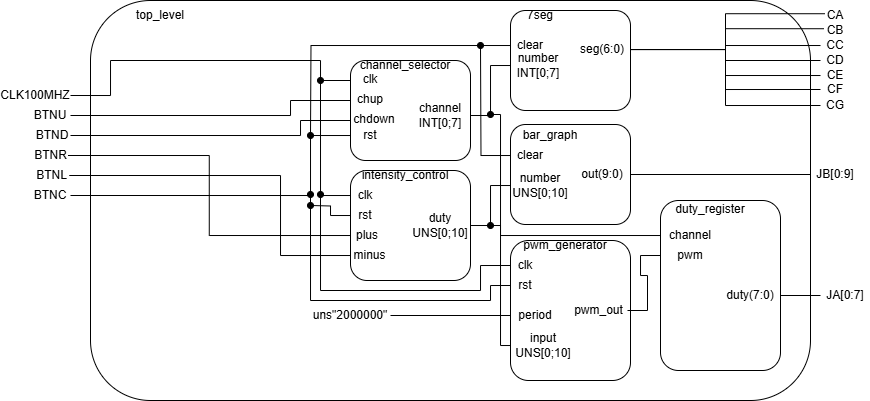 top_level
7seg
clear
number
INT[0;7]
seg(6:0)
CA
CB
CC
CD
CE
CF
CG
CLK100MHZ
BTNU
BTND
BTNR
BTNL
BTNC
channel_selector
clk
chup
chdown
rst
channel
INT[0;7]
bar_graph
clear
number
UNS[0;10]
out(9:0)
JB[0:9]
intensity_control
clk
rst
plus
minus
duty
UNS[0;10]
duty_register
channel
pwm
duty(7:0)
JA[0:7]
pwm_generator
clk
rst
period
input
UNS[0;10]
pwm_out
uns"2000000"